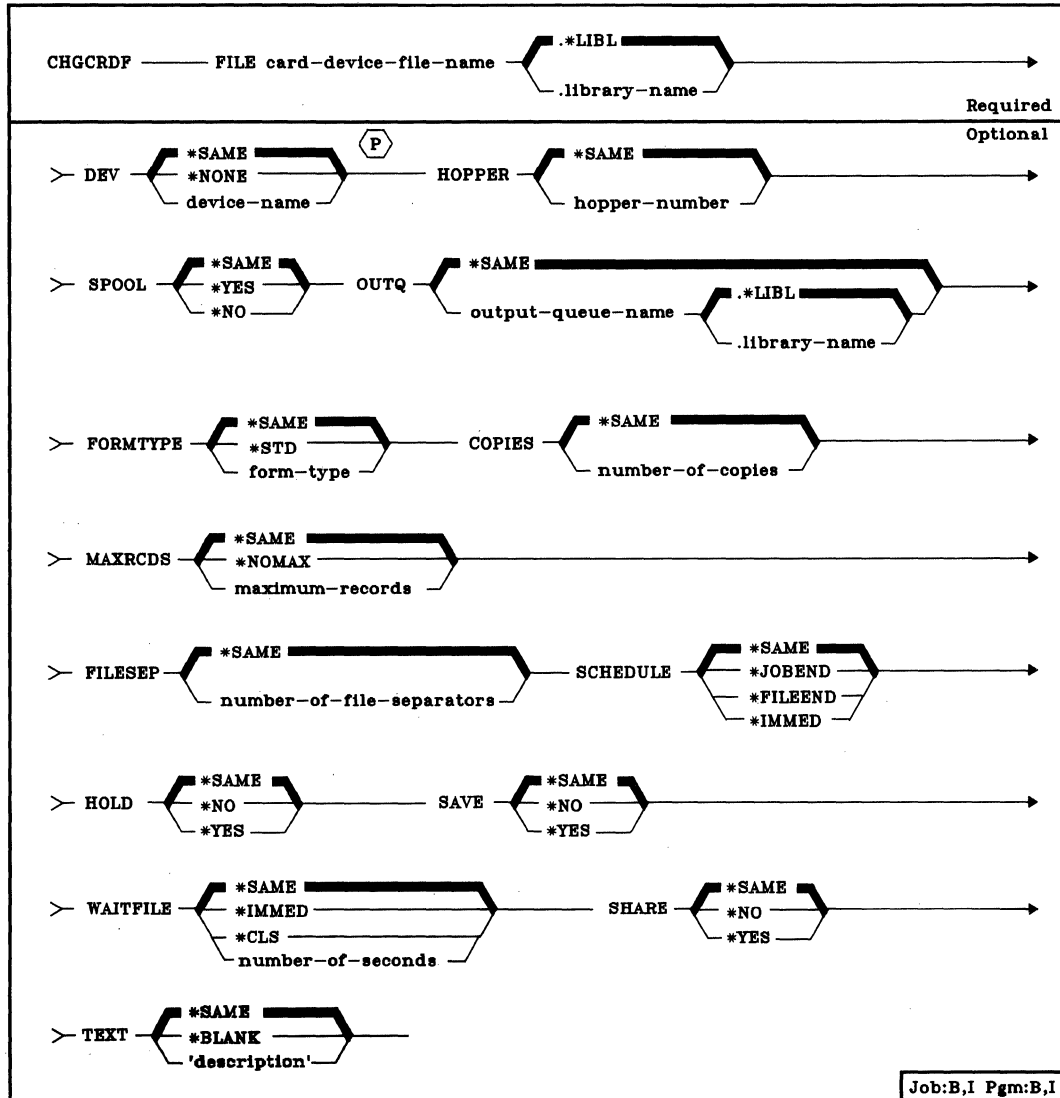 .*LIBL
CHGCRDF FILE card-device-file-name
.library-name
Required
Optional
P
*SAME *SAME
DEV *NONE HOPPER
device-name hopper-number
*SAME *SAME
SPOOL *YES OUTQ .*LIBL
*NO output-queue-name
.library-name
*SAME *SAME
FORMTYPE *STD COPIES
form-type number-of-copies
*SAME
MAXRCDS *NOMAX
maximum-records
*SAME *SAME
FILESEP SCHEDULE *JOBEND
number-of-file-separators *FILEEND
*IMMED
*SAME *SAME
HOLD *NO SAVE *NO
*YES *YES
*SAME *SAME
WAITFILE *IMMED SHARE *NO
*CLS *YES
number-of-seconds
*SAME
TEXT *BLANK
'description'
Job:B,I Pgm:B,I